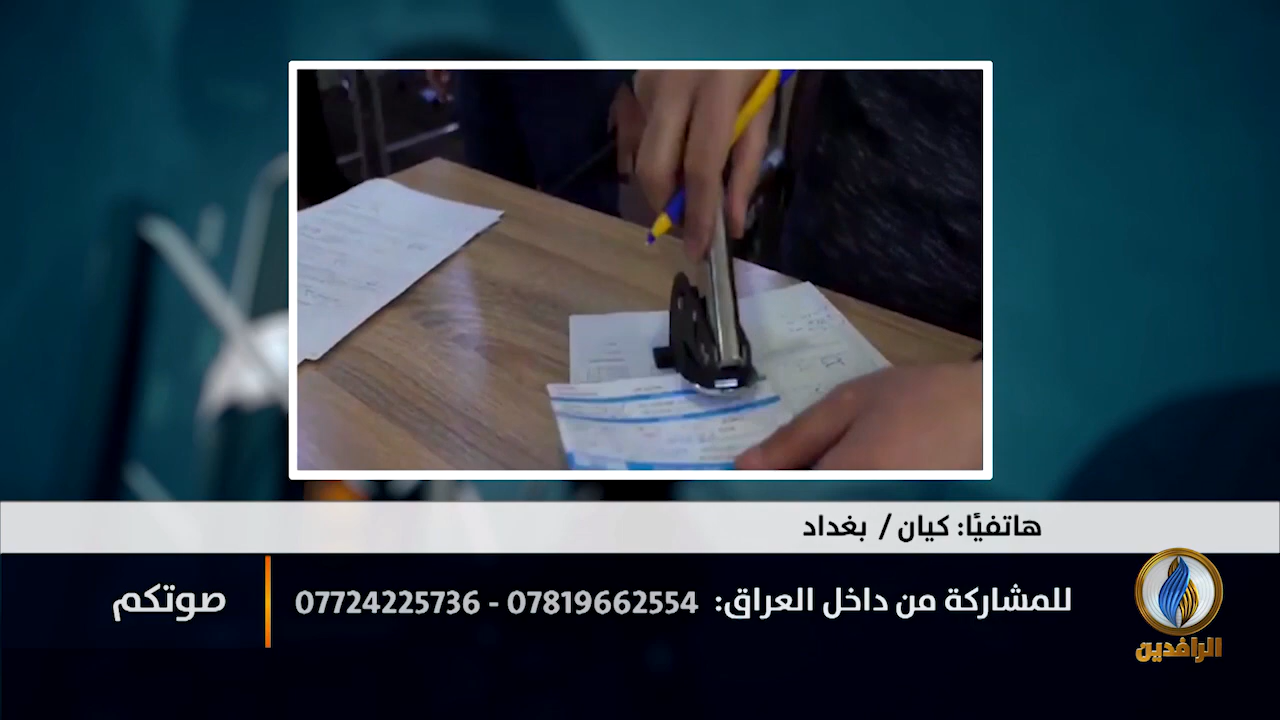 هاتفيًا: كيان / بغداد
للمشاركة من داخل العراق: 07819662554 - 07724225736
صوتكم
الرافدين